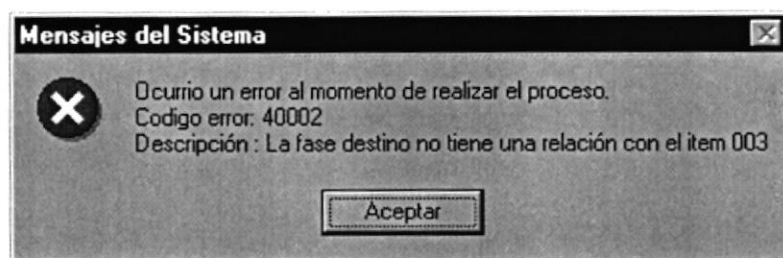 Mensajes del Sistema
Ocurrio un error al momento de realizar el proceso.
Codigo error: 40002
Descripción : La fase destino no tiene una relación con el item 003
Aceptar